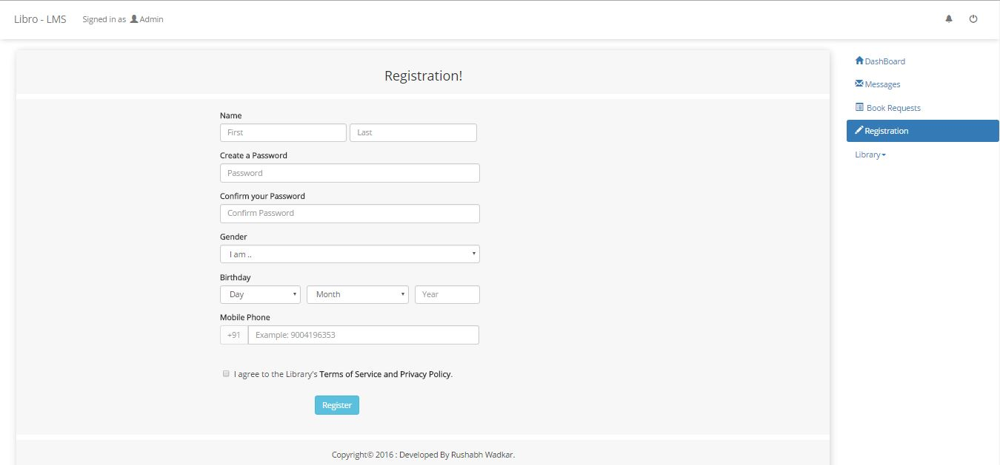 Libro - LMS Signed in as Admin
Registration!
Name
First Last
Create a Password
Password
Confirm your Password
Confirm Password
Gender
I am ..
Birthday
Day Month Year
Mobile Phone
+91 Example: 9004196353
I agree to the Library's Terms of Service and Privacy Policy.
Register
Copyright© 2016 : Developed By Rushabh Wadkar.
DashBoard
Messages
Book Requests
Registration
Library